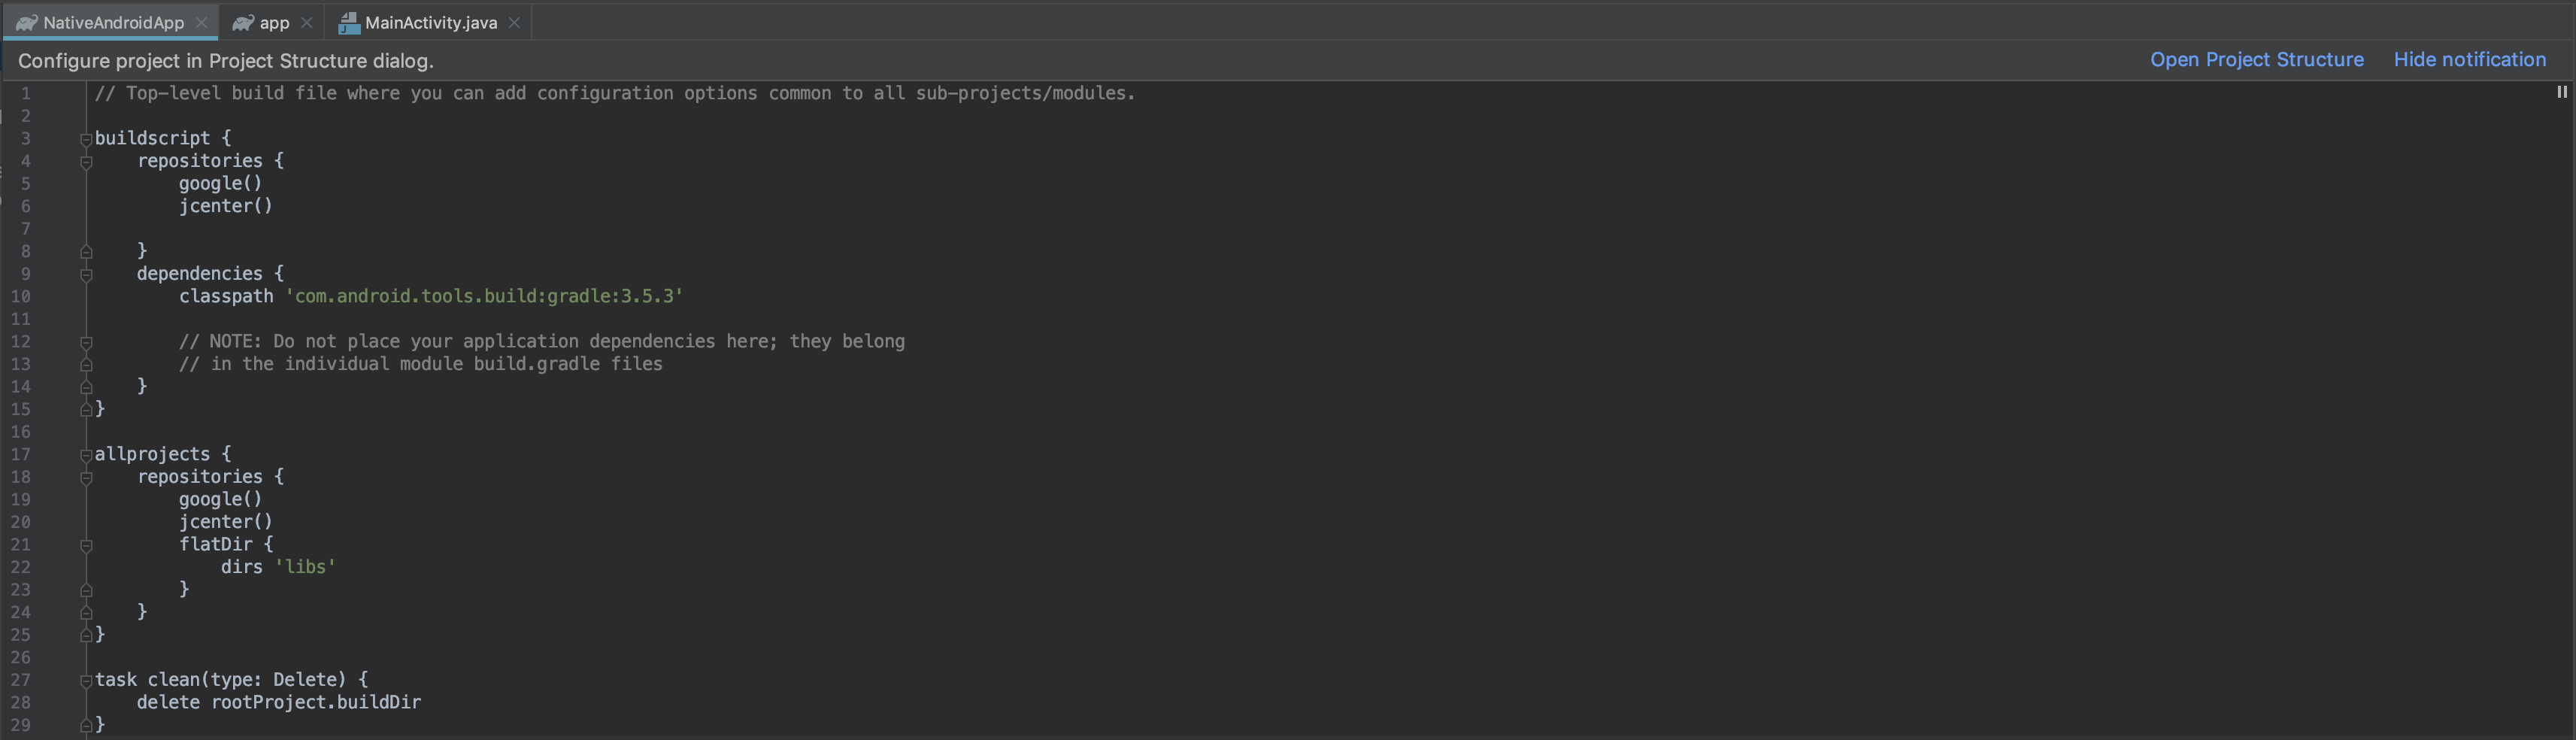 NativeAndroidApp app MainActivity.java
Configure project in Project Structure dialog. Open Project Structure Hide notification
1 // Top-level build file where you can add configuration options common to all sub-projects/modules.
2
3 buildscript {
4     repositories {
5         google()
6         jcenter()
7
8     }
9     dependencies {
10         classpath 'com.android.tools.build:gradle:3.5.3'
11
12         // NOTE: Do not place your application dependencies here; they belong
13         // in the individual module build.gradle files
14     }
15 }
16
17 allprojects {
18     repositories {
19         google()
20         jcenter()
21         flatDir {
22             dirs 'libs'
23         }
24     }
25 }
26
27 task clean(type: Delete) {
28     delete rootProject.buildDir
29 }